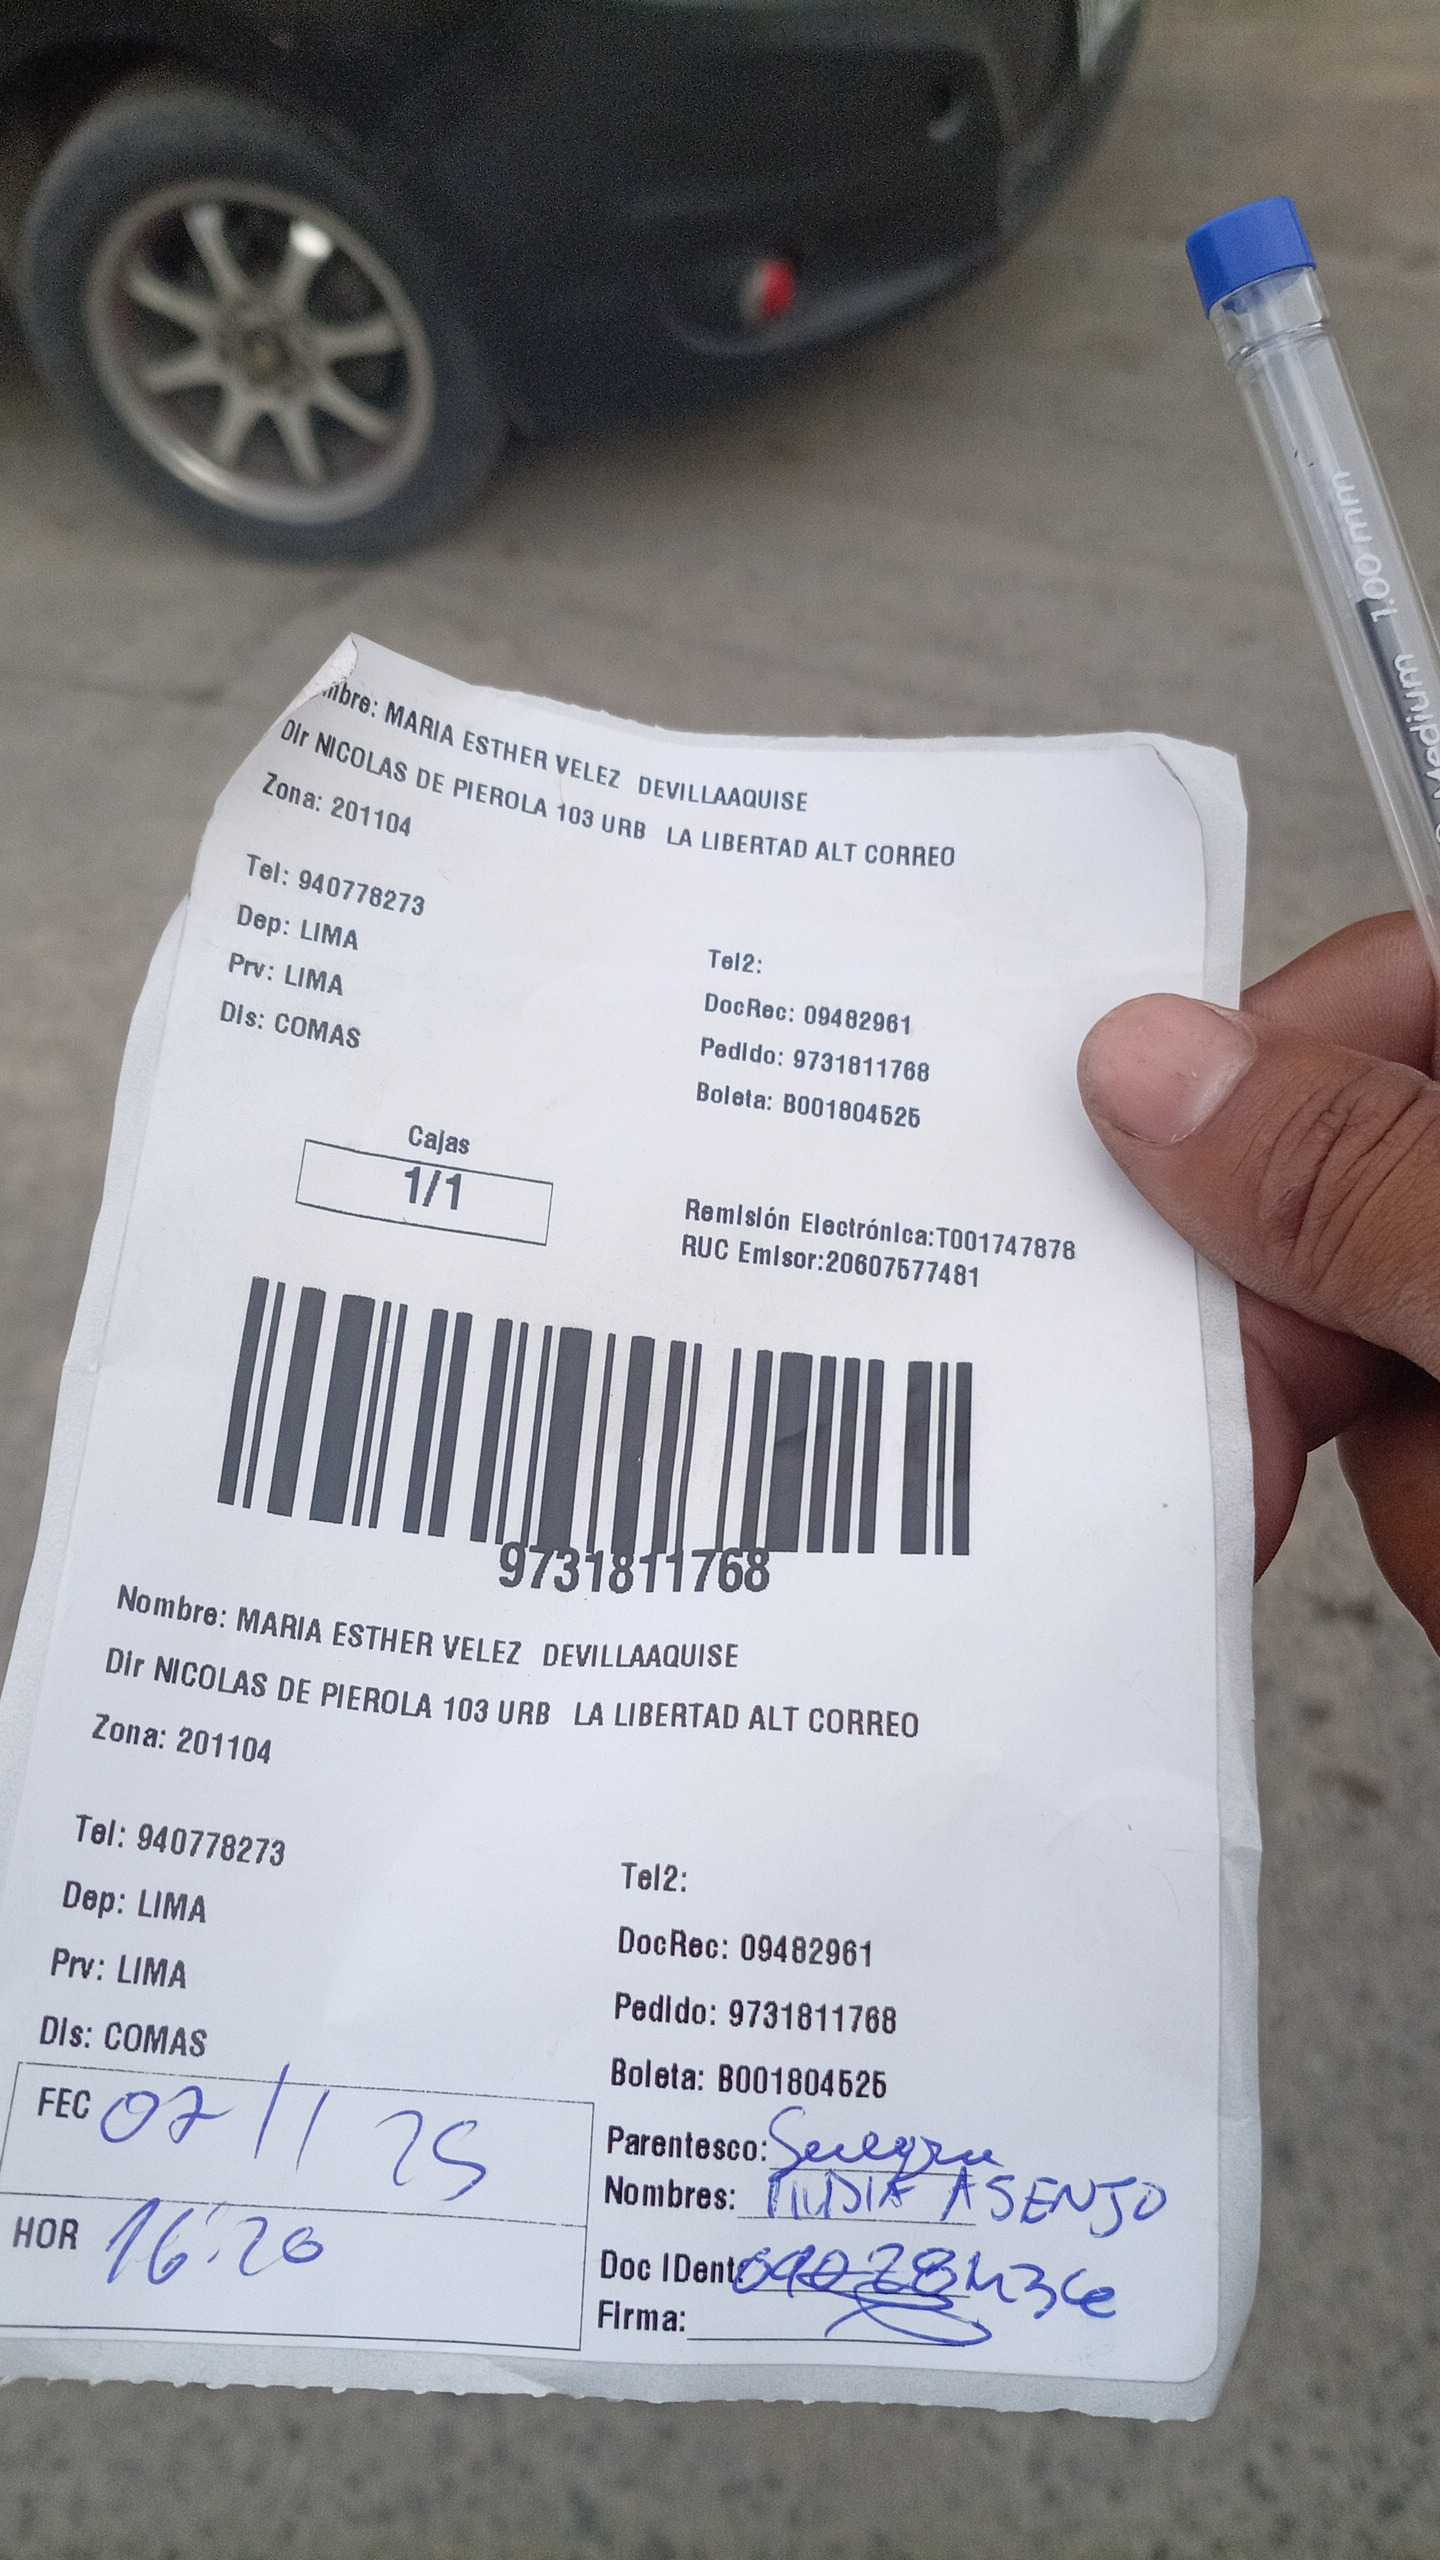 mbre: MARIA ESTHER VELEZ DEVILLAAQUISE
Dir NICOLAS DE PIEROLA 103 URB LA LIBERTAD ALT CORREO
Zona: 201104
Tel: 940778273
Dep: LIMA
Prv: LIMA
Dis: COMAS
Tel2:
DocRec: 09482961
Pedido: 9731811768
Boleta: B001804525
Cajas
1/1
Remisión Electrónica:T001747878
RUC Emisor:20607577481
9731811768
Nombre: MARIA ESTHER VELEZ DEVILLAAQUISE
Dir NICOLAS DE PIEROLA 103 URB LA LIBERTAD ALT CORREO
Zona: 201104
Tel: 940778273
Dep: LIMA
Prv: LIMA
Dis: COMAS
Tel2:
DocRec: 09482961
Pedido: 9731811768
Boleta: B001804525
FEC 07/11 25
HOR 16:20
Parentesco: Suegra
Nombres: ASENJO
Doc IDent:
Firma:
1.00mm Medium